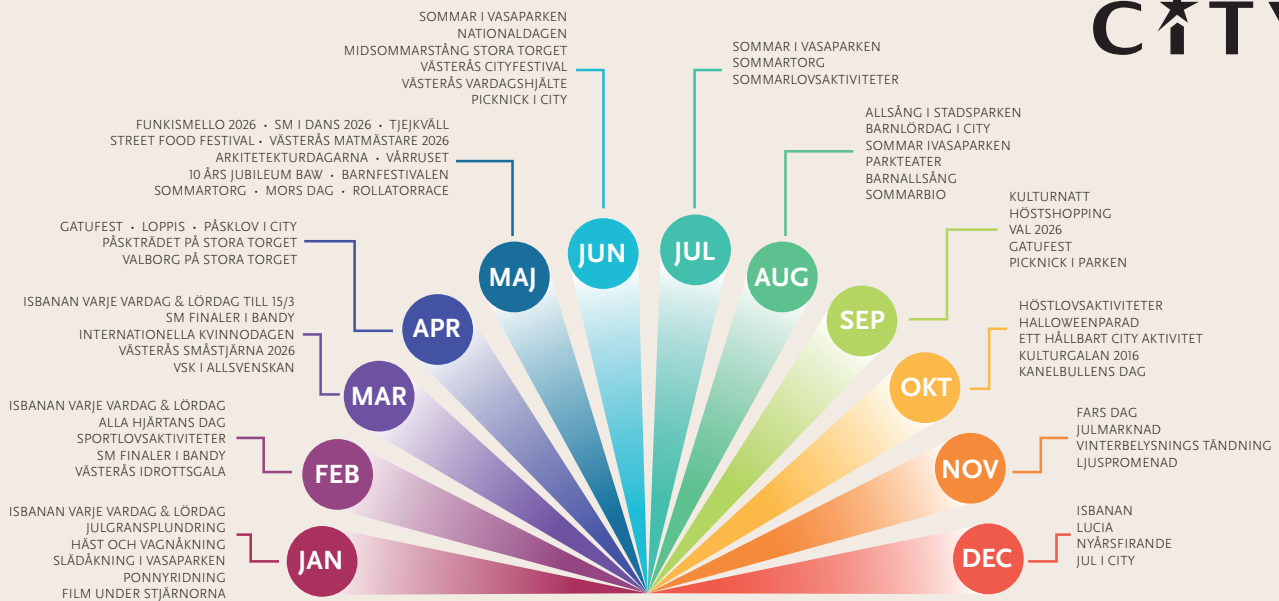 CITY
SOMMAR I VASAPARKEN
NATIONALDAGEN
MIDSOMMARSTÅNG STORA TORGET
VÄSTERÅS CITYFESTIVAL
VÄSTERÅS VARDAGSHJÄLTE
PICKNICK I CITY
SOMMAR I VASAPARKEN
SOMMARTORG
SOMMARLOVSAKTIVITETER
FUNKISMELLO 2026 • SM I DANS 2026 • TJEJKVÄLL
STREET FOOD FESTIVAL • VÄSTERÅS MATMÄSTARE 2026
ARKITETEKTURDAGARNA • VÅRRUSET
10 ÅRS JUBILEUM BAW • BARNFESTIVALEN
SOMMARTORG • MORS DAG • ROLLATORRACE
ALLSÅNG I STADSPARKEN
BARNLÖRDAG I CITY
SOMMAR IVASAPARKEN
PARKTEATER
BARNALLSÅNG
SOMMARBIO
GATUFEST • LOPPIS • PÅSKLOV I CITY
PÅSKTRÄDET PÅ STORA TORGET
VALBORG PÅ STORA TORGET
KULTURNATT
HÖSTSHOPPING
VAL 2026
GATUFEST
PICKNICK I PARKEN
ISBANAN VARJE VARDAG & LÖRDAG TILL 15/3
SM FINALER I BANDY
INTERNATIONELLA KVINNODAGEN
VÄSTERÅS SMÅSTJÄRNA 2026
VSK I ALLSVENSKAN
HÖSTLOVSAKTIVITETER
HALLOWEENPARAD
ETT HÅLLBART CITY AKTIVITET
KULTURGALAN 2016
KANELBULLENS DAG
ISBANAN VARJE VARDAG & LÖRDAG
ALLA HJÄRTANS DAG
SPORTLOVSAKTIVITETER
SM FINALER I BANDY
VÄSTERÅS IDROTTSGALA
FARS DAG
JULMARKNAD
VINTERBELYSNINGS TÄNDNING
LJUSPROMENAD
ISBANAN VARJE VARDAG & LÖRDAG
JULGRANSPLUNDRING
HÄST OCH VAGNÅKNING
SLÄDÅKNING I VASAPARKEN
PONNYRIDNING
FILM UNDER STJÄRNORNA
ISBANAN
LUCIA
NYÅRSFIRANDE
JUL I CITY
JAN
FEB
MAR
APR
MAJ
JUN
JUL
AUG
SEP
OKT
NOV
DEC